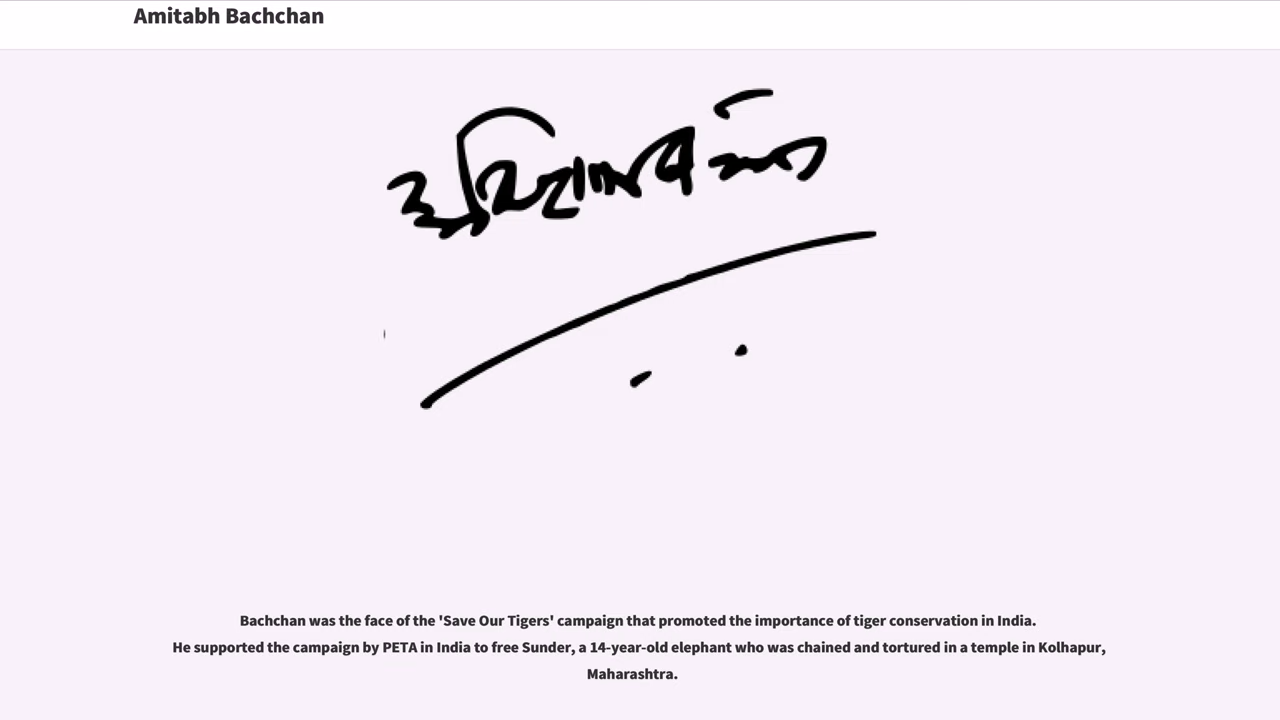 Amitabh Bachchan
Bachchan was the face of the 'Save Our Tigers' campaign that promoted the importance of tiger conservation in India.
He supported the campaign by PETA in India to free Sunder, a 14-year-old elephant who was chained and tortured in a temple in Kolhapur,
Maharashtra.